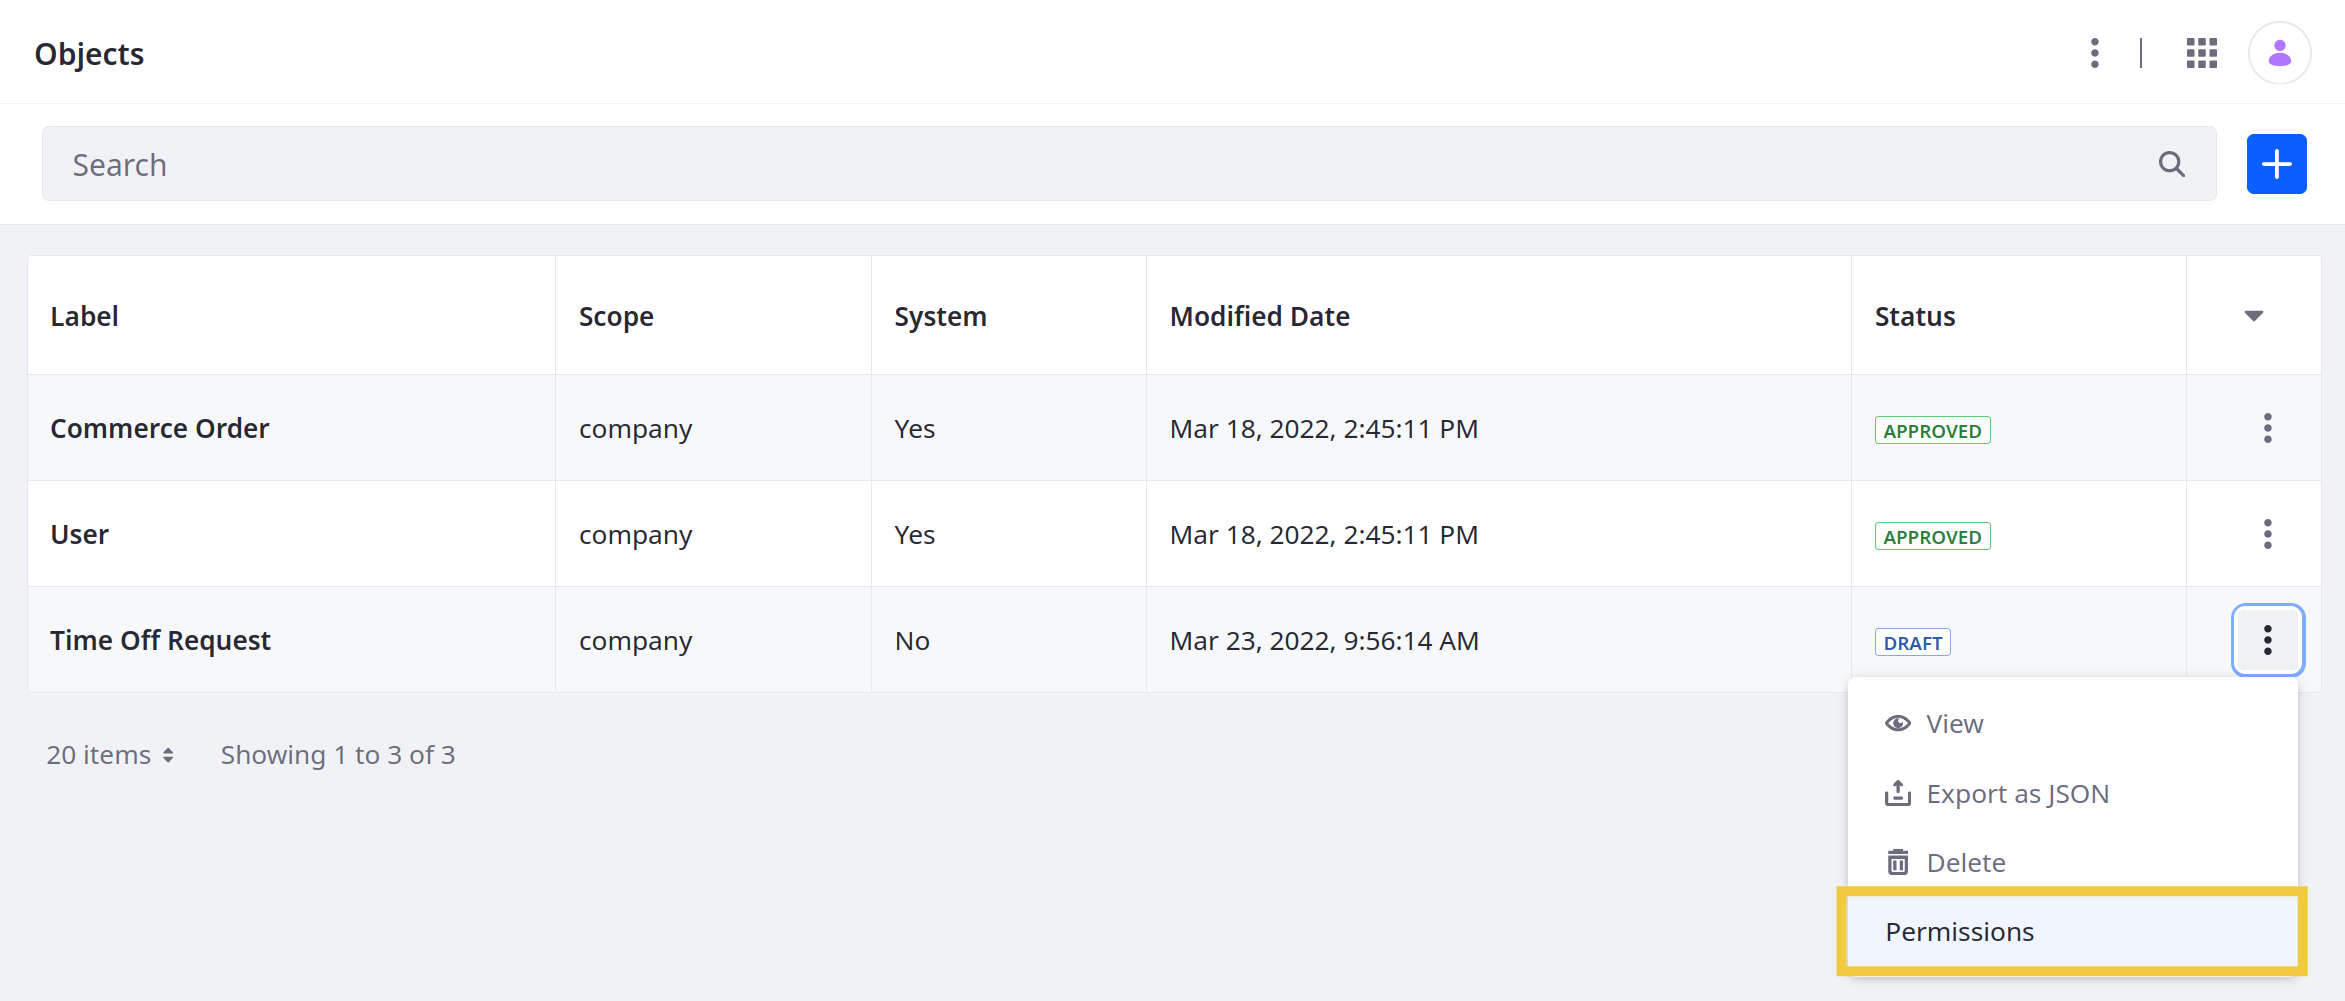 Objects
Search
Label Scope System Modified Date Status
Commerce Order company Yes Mar 18, 2022, 2:45:11 PM APPROVED
User company Yes Mar 18, 2022, 2:45:11 PM APPROVED
Time Off Request company No Mar 23, 2022, 9:56:14 AM DRAFT
20 items Showing 1 to 3 of 3
View
Export as JSON
Delete
Permissions